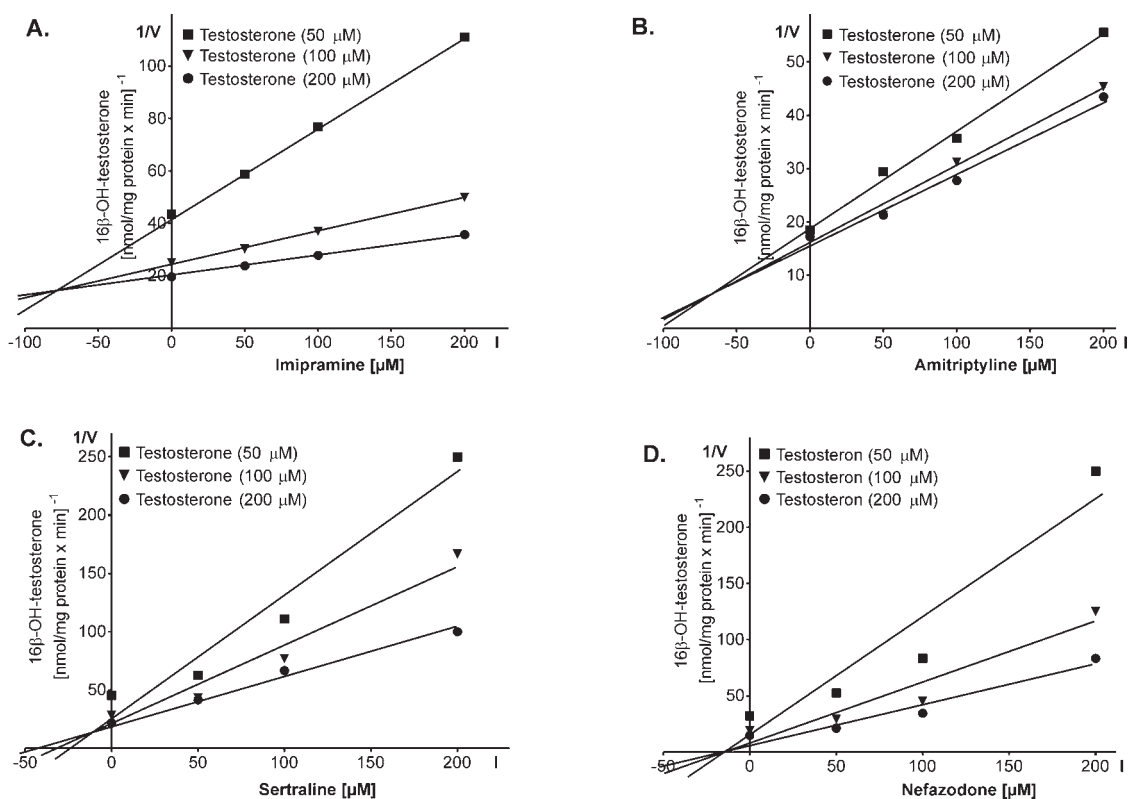 A.
1/V
Testosterone (50 μM)
Testosterone (100 μM)
Testosterone (200 μM)
16β-OH-testosterone
[nmol/mg protein x min] -1
100
80
60
40
20
-100 -50 0 50 100 150 200 I
Imipramine [µM]
B.
1/V
Testosterone (50 μM)
Testosterone (100 μM)
Testosterone (200 μM)
16β-OH-testosterone
[nmol/mg protein x min] -1
50
40
30
20
10
-100 -50 0 50 100 150 200 I
Amitriptyline [µM]
C.
1/V
Testosterone (50 μM)
Testosterone (100 μM)
Testosterone (200 μM)
16β-OH-testosterone
[nmol/mg protein x min] -1
250
200
150
100
50
-50 0 50 100 150 200 I
Sertraline [µM]
D.
1/V
Testosteron (50 μM)
Testosteron (100 μM)
Testosteron (200 μM)
16β-OH-testosterone
[nmol/mg protein x min] -1
250
200
150
100
50
-50 0 50 100 150 200 I
Nefazodone [µM]